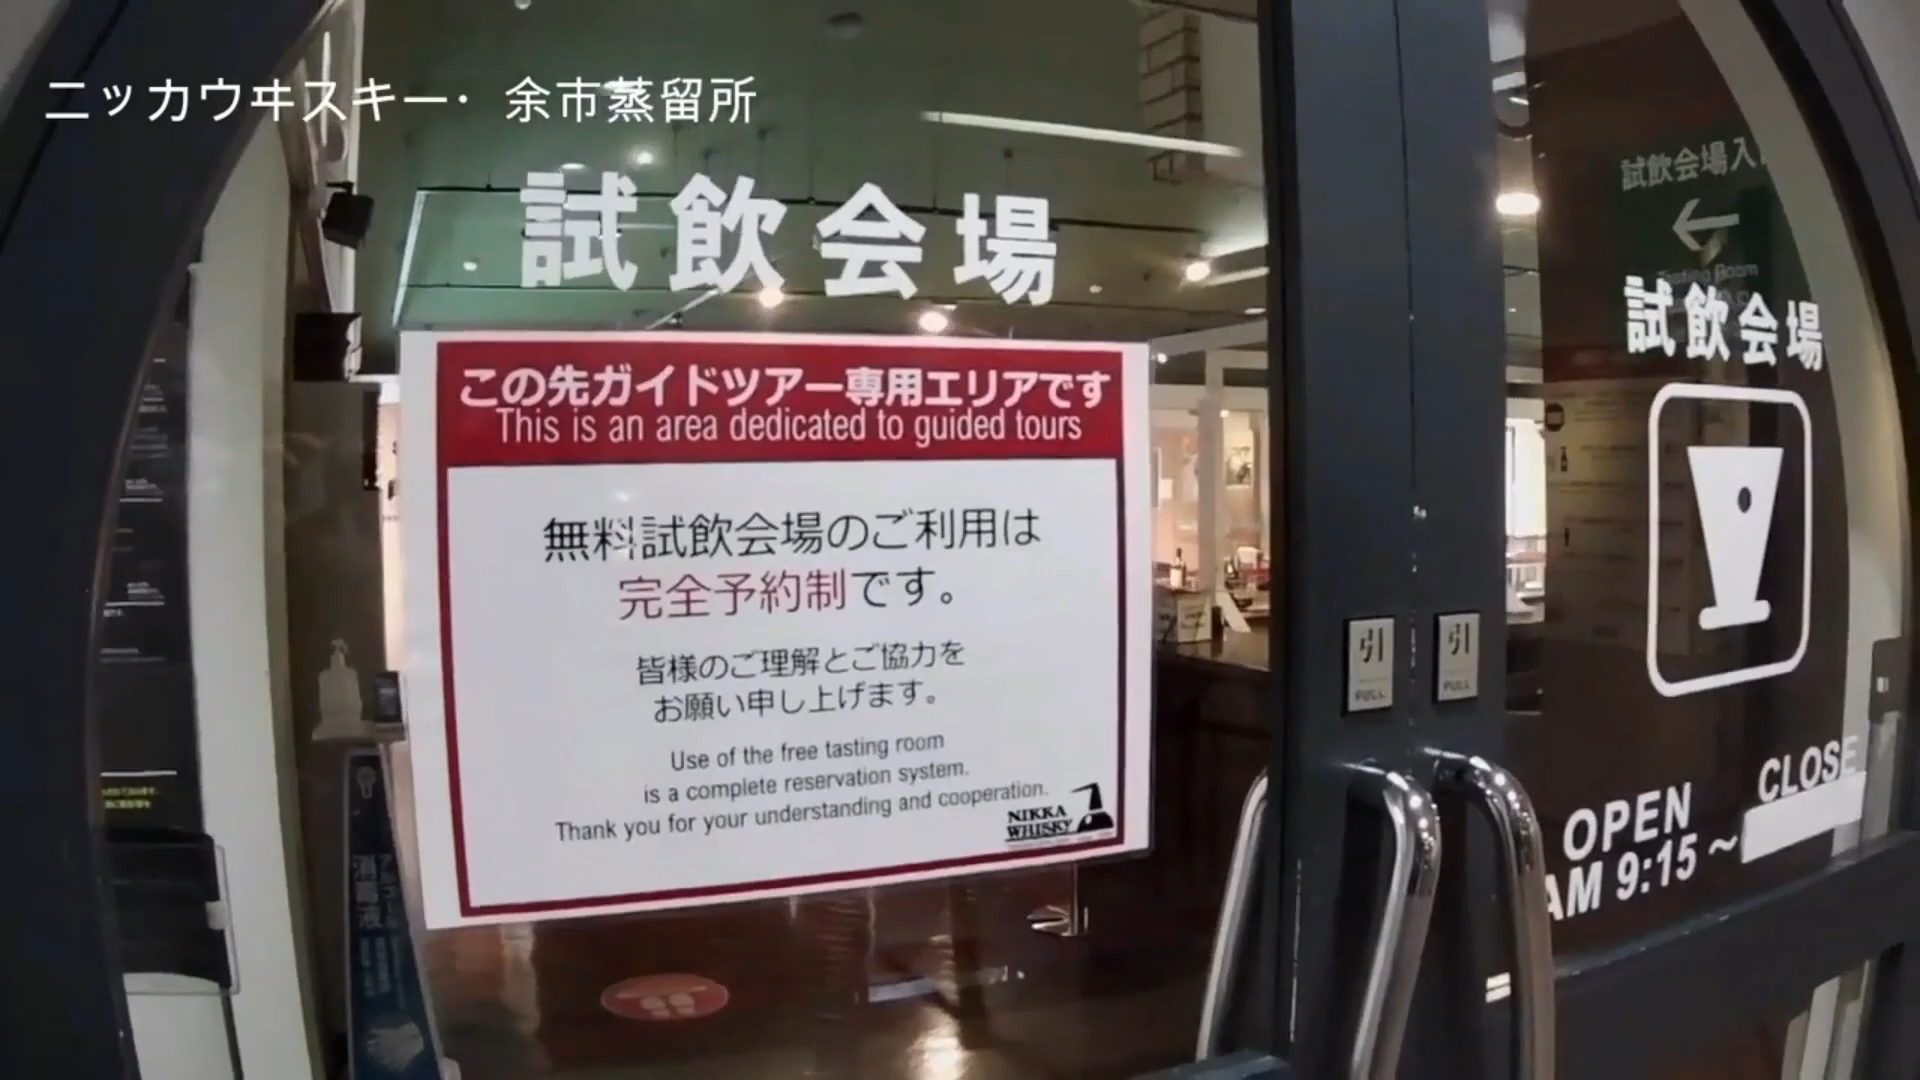 ニッカウヰスキー・余市蒸留所
試飲会場
この先ガイドツアー専用エリアです
This is an area dedicated to guided tours
無料試飲会場のご利用は
完全予約制です。
皆様のご理解とご協力を
お願い申し上げます。
Use of the free tasting room
is a complete reservation system.
Thank you for your understanding and cooperation.
NIKKA
WHISKY
引
PULL
引
PULL
試飲会場入
Tasting Room
試飲会場
OPEN
CLOSE
AM 9:15 ~
消毒液